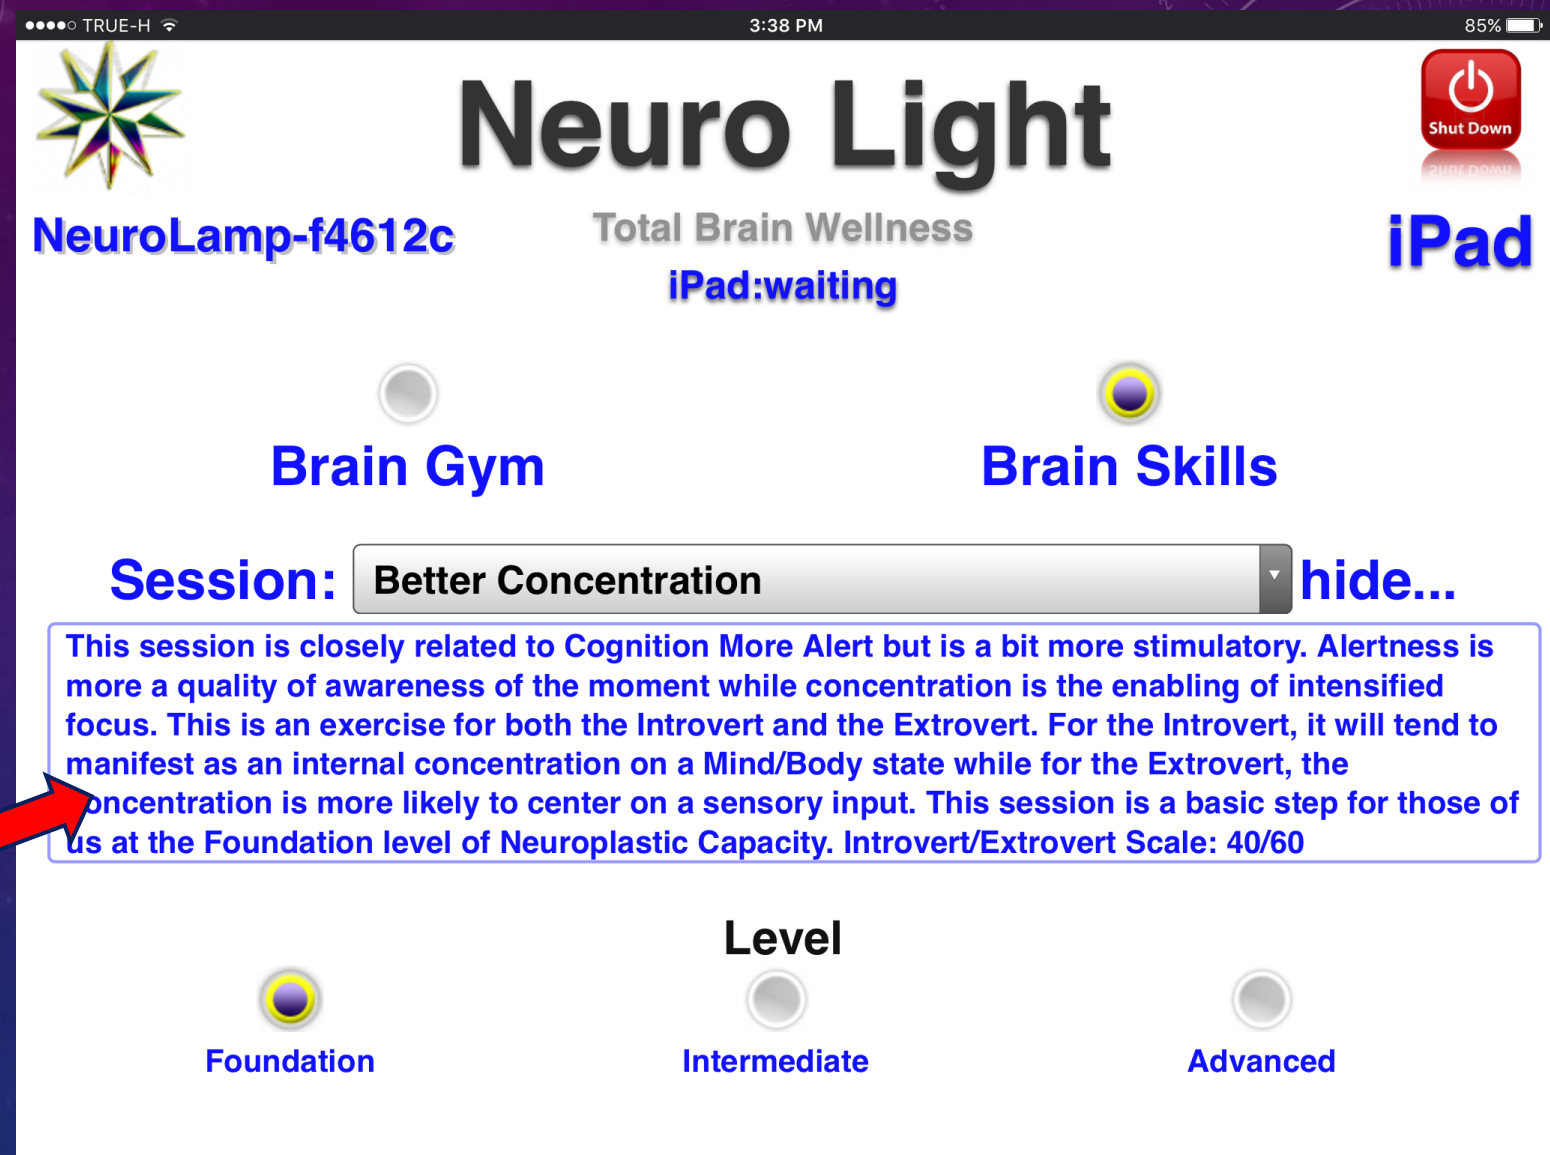 TRUE-H
3:38 PM
85%
Neuro Light
Shut Down
NeuroLamp-f4612c
Total Brain Wellness
iPad
iPad:waiting
Brain Gym
Brain Skills
Session: Better Concentration hide...
This session is closely related to Cognition More Alert but is a bit more stimulatory. Alertness is
more a quality of awareness of the moment while concentration is the enabling of intensified
focus. This is an exercise for both the Introvert and the Extrovert. For the Introvert, it will tend to
manifest as an internal concentration on a Mind/Body state while for the Extrovert, the
oncentration is more likely to center on a sensory input. This session is a basic step for those of
us at the Foundation level of Neuroplastic Capacity. Introvert/Extrovert Scale: 40/60
Level
Foundation
Intermediate
Advanced